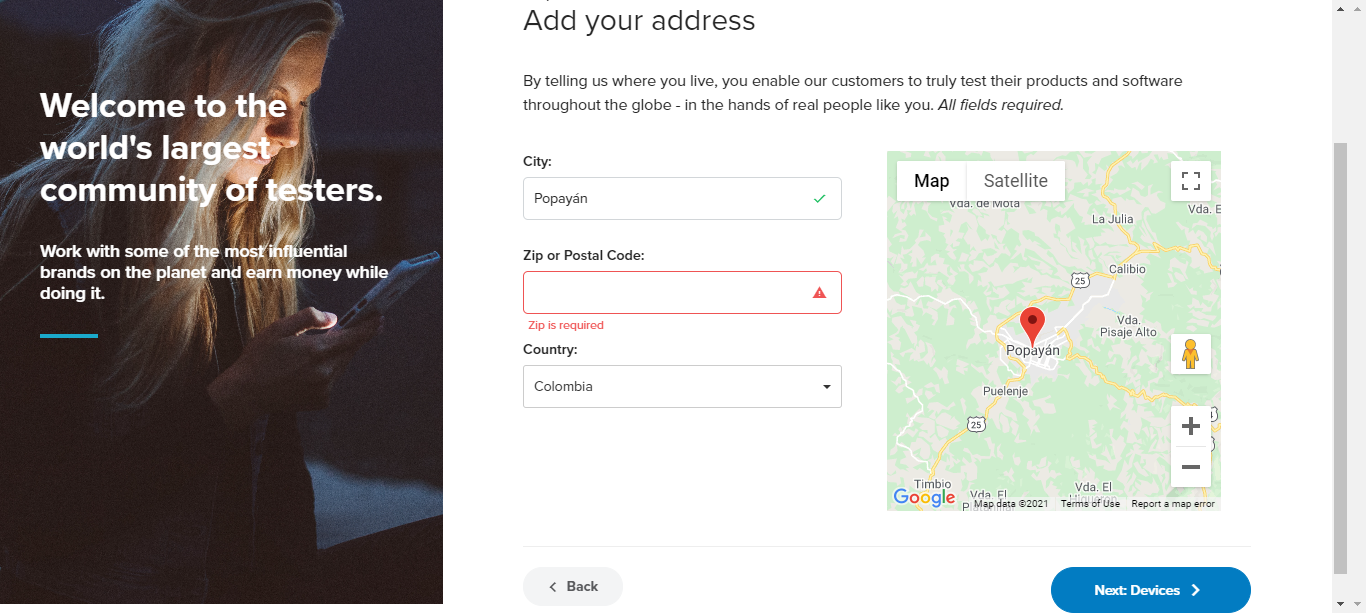 Welcome to the
world's largest
community of testers.
Work with some of the most influential
brands on the planet and earn money while
doing it.
Add your address
By telling us where you live, you enable our customers to truly test their products and software
throughout the globe - in the hands of real people like you. All fields required.
City:
Popayán
Zip or Postal Code:
Zip is required
Country:
Colombia
Map Satellite
Vda. de Mota
La Julia
Vda. E
Calibio
25
Vda.
Pisaje Alto
Popayán
Puelenje
25
Timbio
Vda. El
Vda. El
Google
Map data ©2021 Terms of Use Report a map error
Back
Next: Devices